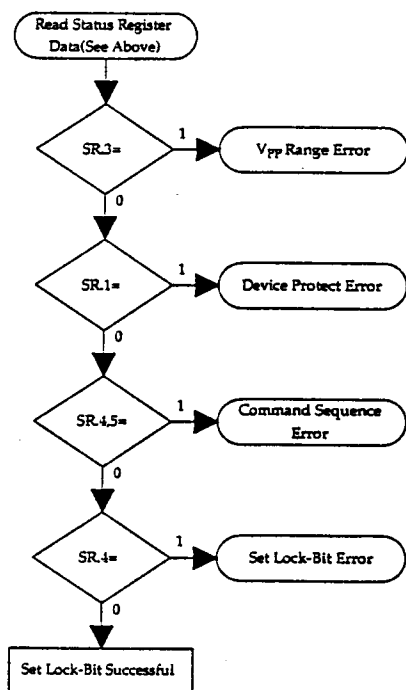 Read Status Register
Data(See Above)
SR.3=
1
VPP Range Error
0
SR.1=
1
Device Protect Error
0
SR.4,5=
1
Command Sequence
Error
0
SR.4=
1
Set Lock-Bit Error
0
Set Lock-Bit Successful